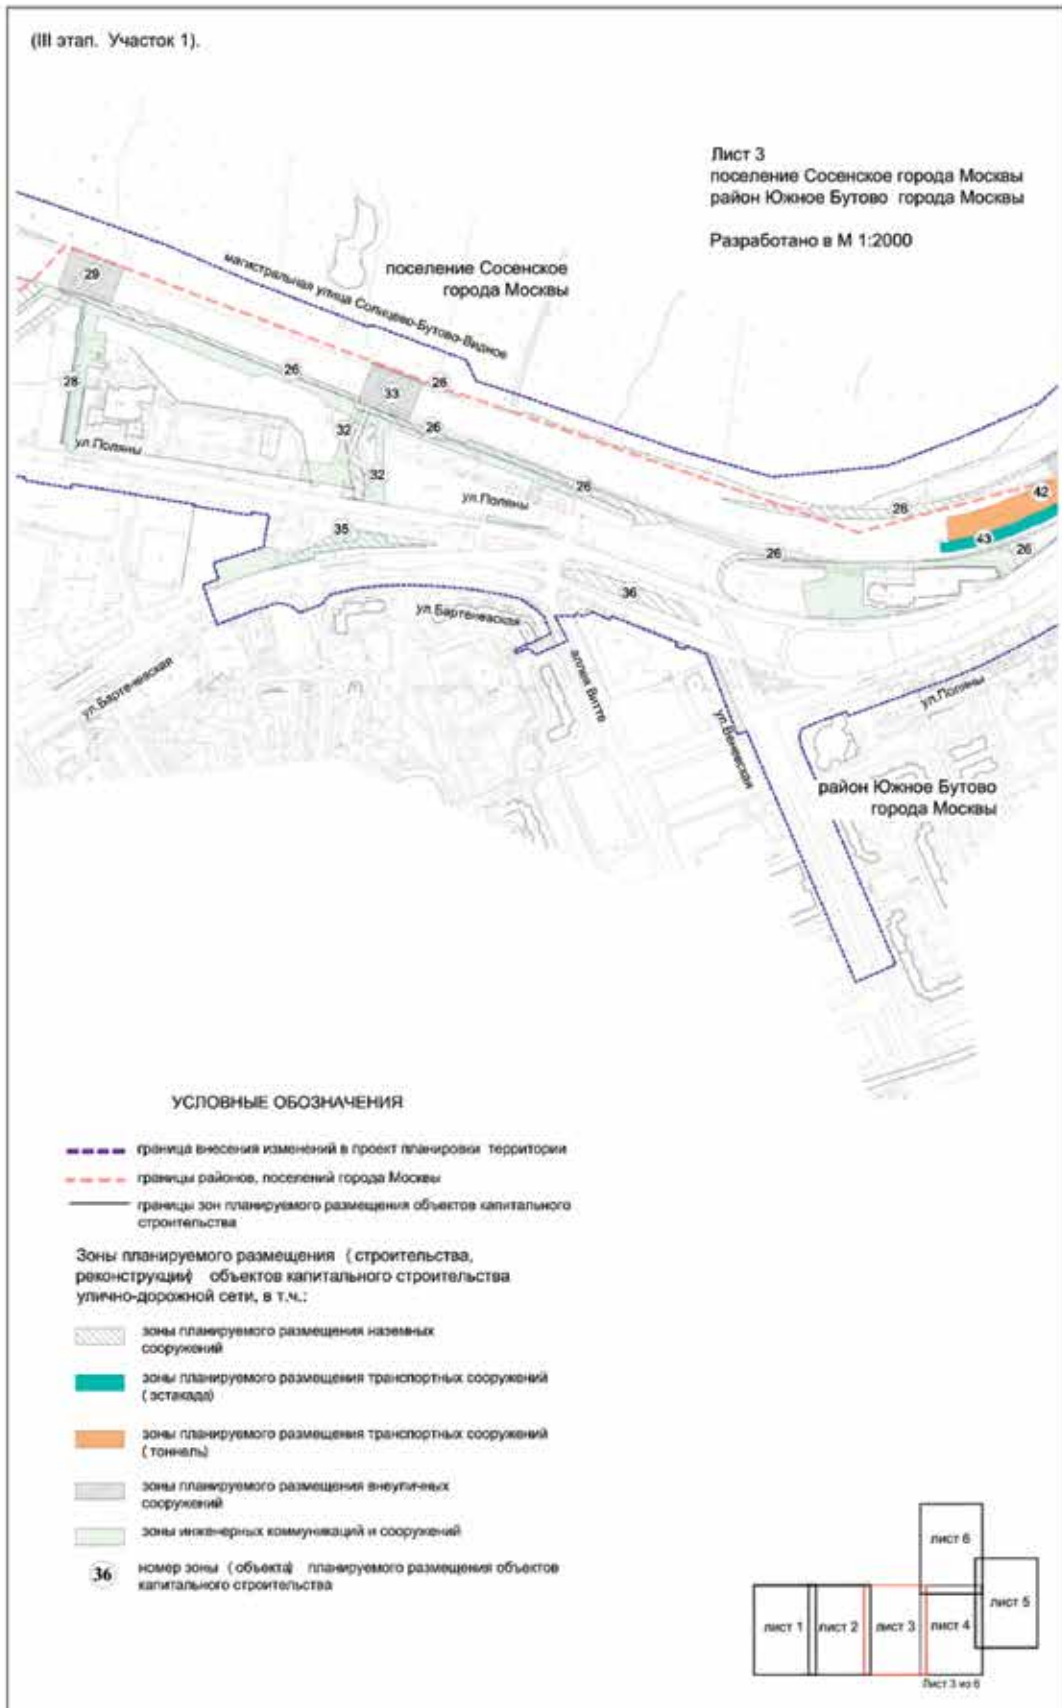 (III этап. Участок 1).
Лист 3
поселение Сосенское города Москвы
район Южное Бутово города Москвы
Разработано в М 1:2000
магистральная улица Солнцево-Бутово-Видное
поселение Сосенское
города Москвы
29
26
28
33
26
28
26
32
32
ул.Поляны
ул.Поляны
26
26
42
43
26
26
35
36
ул.Бартеневская
ул.Бартеневская
аллея Витте
ул.Веневская
ул.Поляны
район Южное Бутово
города Москвы
УСЛОВНЫЕ ОБОЗНАЧЕНИЯ
граница внесения изменений в проект планировки территории
границы районов, поселений города Москвы
границы зон планируемого размещения объектов капитального
строительства
Зоны планируемого размещения (строительства,
реконструкции) объектов капитального строительства
улично-дорожной сети, в т.ч.:
зоны планируемого размещения наземных
сооружений
зоны планируемого размещения транспортных сооружений
(эстакада)
зоны планируемого размещения транспортных сооружений
(тоннель)
зоны планируемого размещения внеуличных
сооружений
зоны инженерных коммуникаций и сооружений
36 номер зоны (объекта) планируемого размещения объектов
капитального строительства
лист 6
лист 5
лист 1 лист 2 лист 3 лист 4
Лист 3 из 6